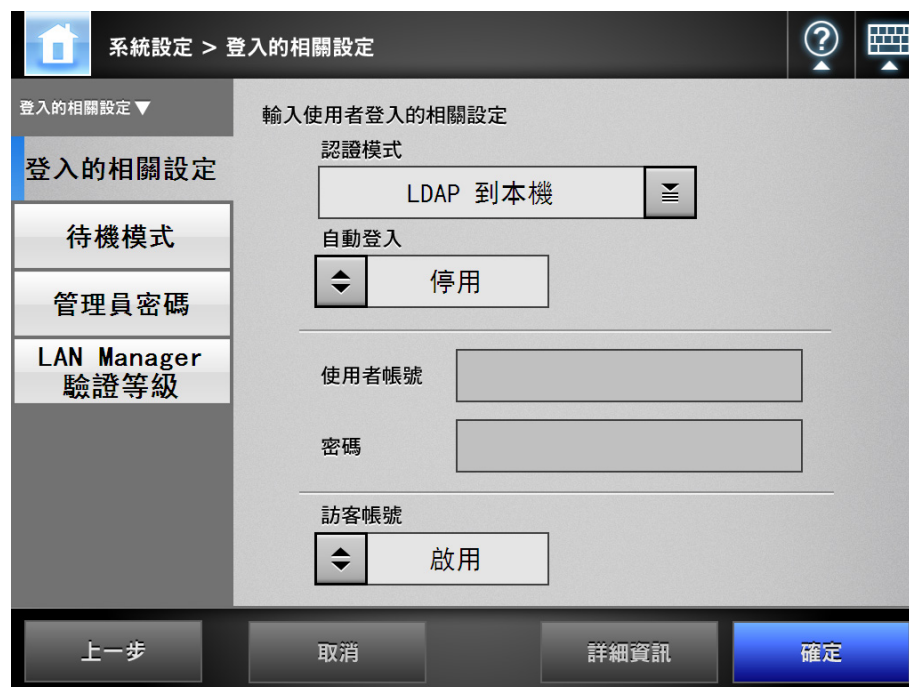 系統設定 > 登入的相關設定
登入的相關設定▼
登入的相關設定
待機模式
管理員密碼
LAN Manager
驗證等級
輸入使用者登入的相關設定
認證模式
LDAP 到本機
自動登入
停用
使用者帳號
密碼
訪客帳號
啟用
上一步
取消
詳細資訊
確定